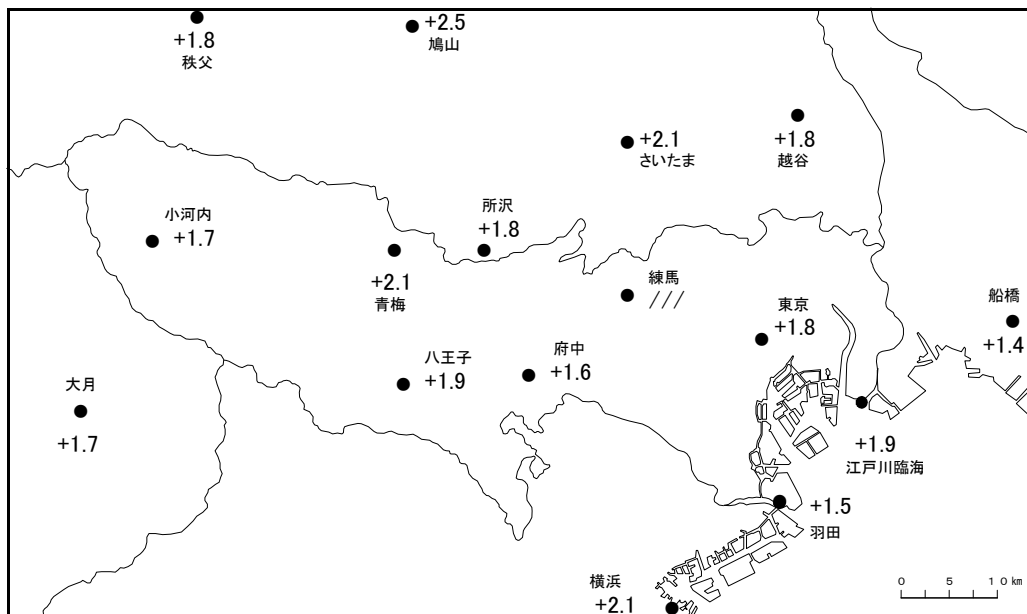 +1.8
秩父
+2.5
鳩山
+2.1
さいたま
+1.8
越谷
小河内
+1.7
所沢
+1.8
+2.1
青梅
練馬
///
東京
+1.8
船橋
+1.4
大月
+1.7
八王子
+1.9
府中
+1.6
+1.9
江戸川臨海
+1.5
羽田
横浜
+2.1
0 5 10km